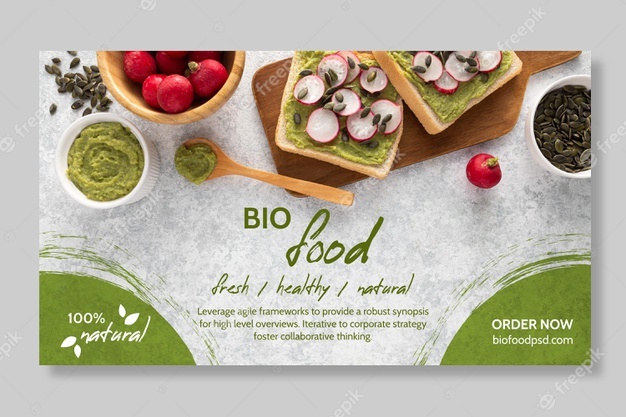 BIO
food
fresh / healthy / natural
Leverage agile frameworks to provide a robust synopsis
for high level overviews. Iterative to corporate strategy
foster collaborative thinking.
100%
natural
ORDER NOW
biofoodpsd.com
freepik